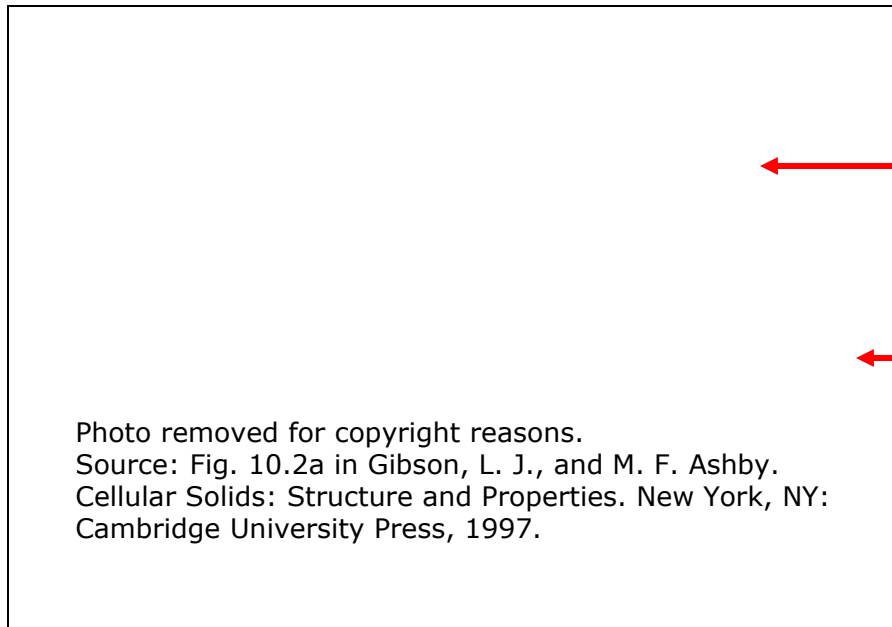 Photo removed for copyright reasons.
Source: Fig. 10.2a in Gibson, L. J., and M. F. Ashby.
Cellular Solids: Structure and Properties. New York, NY:
Cambridge University Press, 1997.